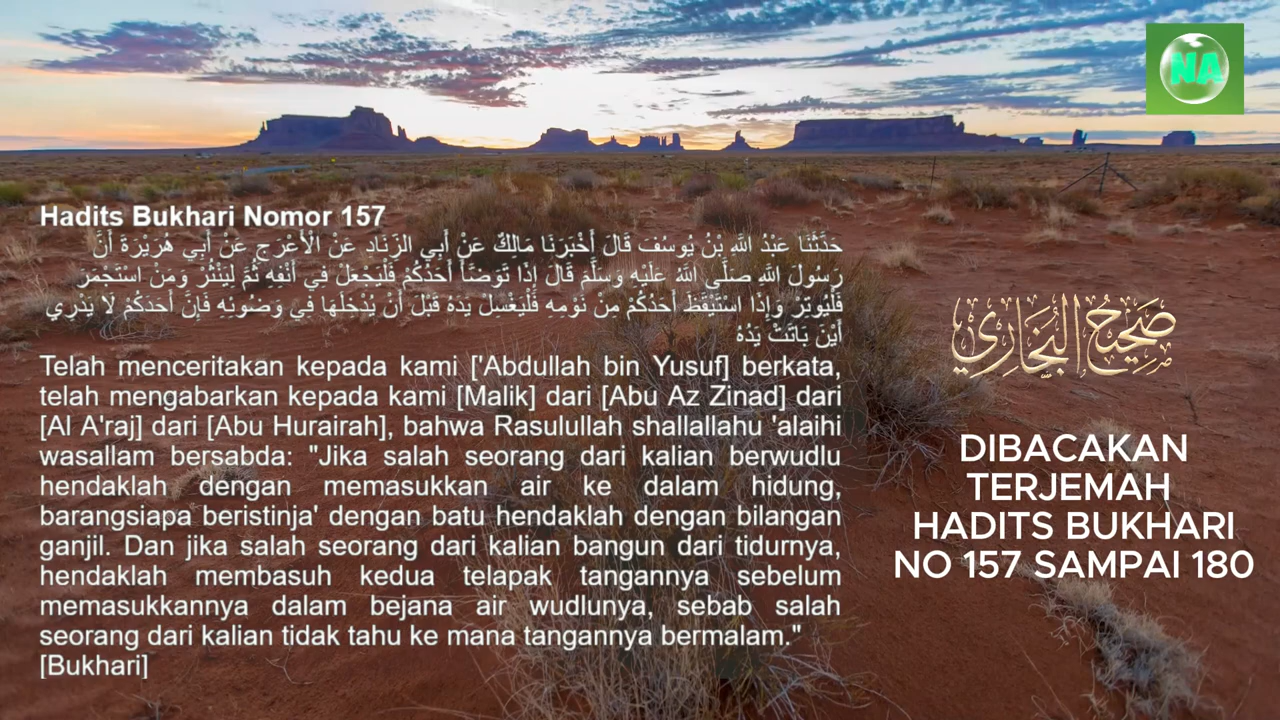 NA
Hadits Bukhari Nomor 157
حَدَّثَنَا عَبْدُ اللَّهِ بْنُ يُوسُفَ قَالَ أَخْبَرَنَا مَالِكٌ عَنْ أَبِي الزِّنَادِ عَنْ الْأَعْرَجِ عَنْ أَبِي هُرَيْرَةَ أَنَّ
رَسُولَ اللَّهِ صَلَّى اللَّهُ عَلَيْهِ وَسَلَّمَ قَالَ إِذَا تَوَضَّأَ أَحَدُكُمْ فَلْيَجْعَلْ فِي أَنْفِهِ ثُمَّ لِيَنْثُرْ وَمَنْ اسْتَجْمَرَ
فَلْيُوتِرْ وَإِذَا اسْتَيْقَظَ أَحَدُكُمْ مِنْ نَوْمِهِ فَلْيَغْسِلْ يَدَهُ قَبْلَ أَنْ يُدْخِلَهَا فِي وَضُوئِهِ فَإِنَّ أَحَدَكُمْ لَا يَدْرِي
أَيْنَ بَاتَتْ يَدُهُ
Telah menceritakan kepada kami ['Abdullah bin Yusuf] berkata,
telah mengabarkan kepada kami [Malik] dari [Abu Az Zinad] dari
[Al A'raj] dari [Abu Hurairah], bahwa Rasulullah shallallahu 'alaihi
wasallam bersabda: "Jika salah seorang dari kalian berwudlu
hendaklah dengan memasukkan air ke dalam hidung,
barangsiapa beristinja' dengan batu hendaklah dengan bilangan
ganjil. Dan jika salah seorang dari kalian bangun dari tidurnya,
hendaklah membasuh kedua telapak tangannya sebelum
memasukkannya dalam bejana air wudlunya, sebab salah
seorang dari kalian tidak tahu ke mana tangannya bermalam."
[Bukhari]
صَحِيحُ البُخَارِي
DIBACAKAN
TERJEMAH
HADITS BUKHARI
NO 157 SAMPAI 180